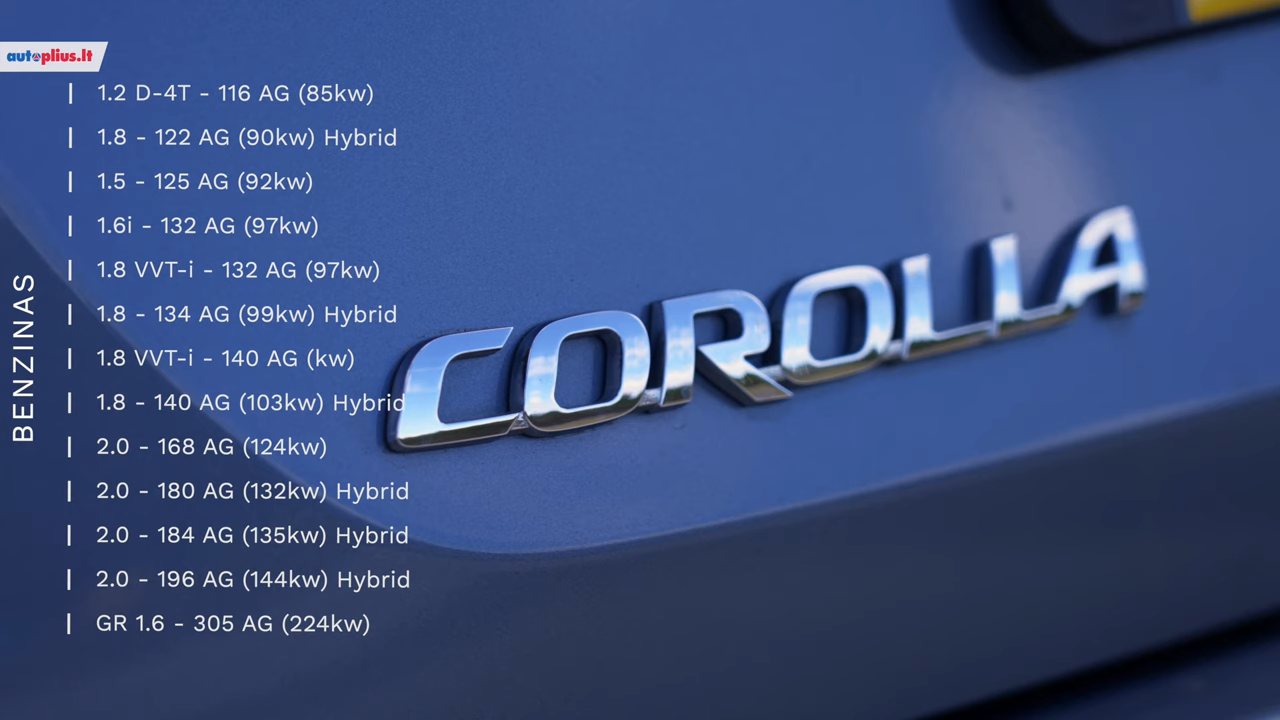 autoplius.lt
| 1.2 D-4T - 116 AG (85kw)
| 1.8 - 122 AG (90kw) Hybrid
| 1.5 - 125 AG (92kw)
| 1.6i - 132 AG (97kw)
| 1.8 VVT-i - 132 AG (97kw)
| 1.8 - 134 AG (99kw) Hybrid
| 1.8 VVT-i - 140 AG (kw)
| 1.8 - 140 AG (103kw) Hybrid
| 2.0 - 168 AG (124kw)
| 2.0 - 180 AG (132kw) Hybrid
| 2.0 - 184 AG (135kw) Hybrid
| 2.0 - 196 AG (144kw) Hybrid
| GR 1.6 - 305 AG (224kw)
BENZINAS
COROLLA